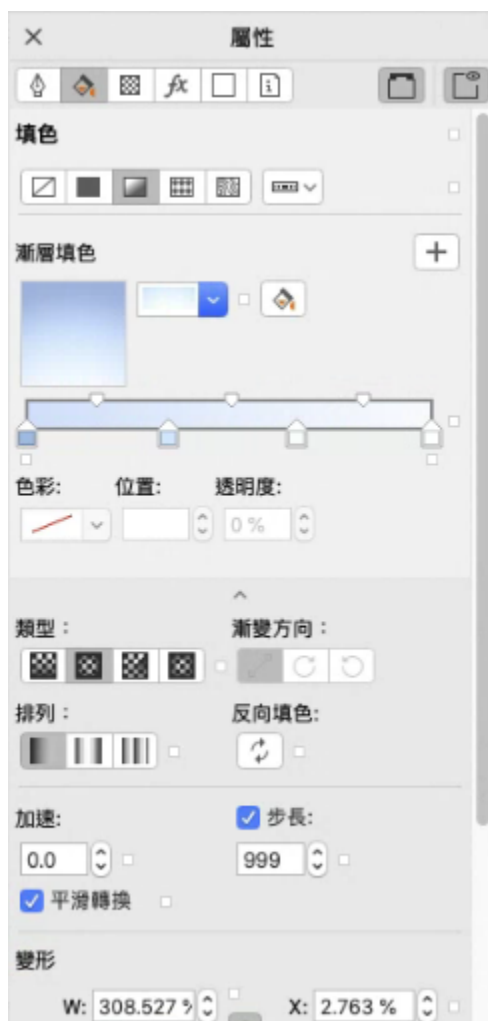 屬性
填色
漸層填色
色彩: 位置: 透明度:
0 %
類型： 漸變方向：
排列： 反向填色:
加速: 步長:
0.0 999
平滑轉換
變形
W: 308.527 % X: 2.763 %